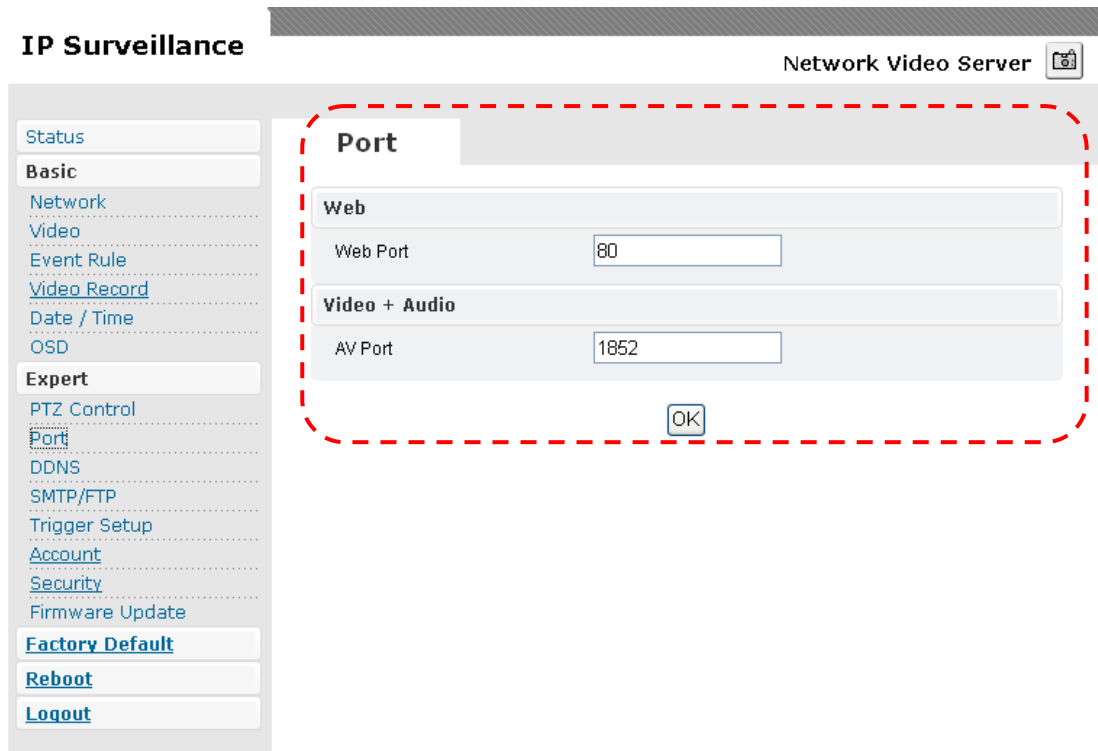 IP Surveillance
Network Video Server
Status
Basic
Network
Video
Event Rule
Video Record
Date / Time
OSD
Expert
PTZ Control
Port
DDNS
SMTP/FTP
Trigger Setup
Account
Security
Firmware Update
Factory Default
Reboot
Logout
Port
Web
Web Port 80
Video + Audio
AV Port 1852
OK